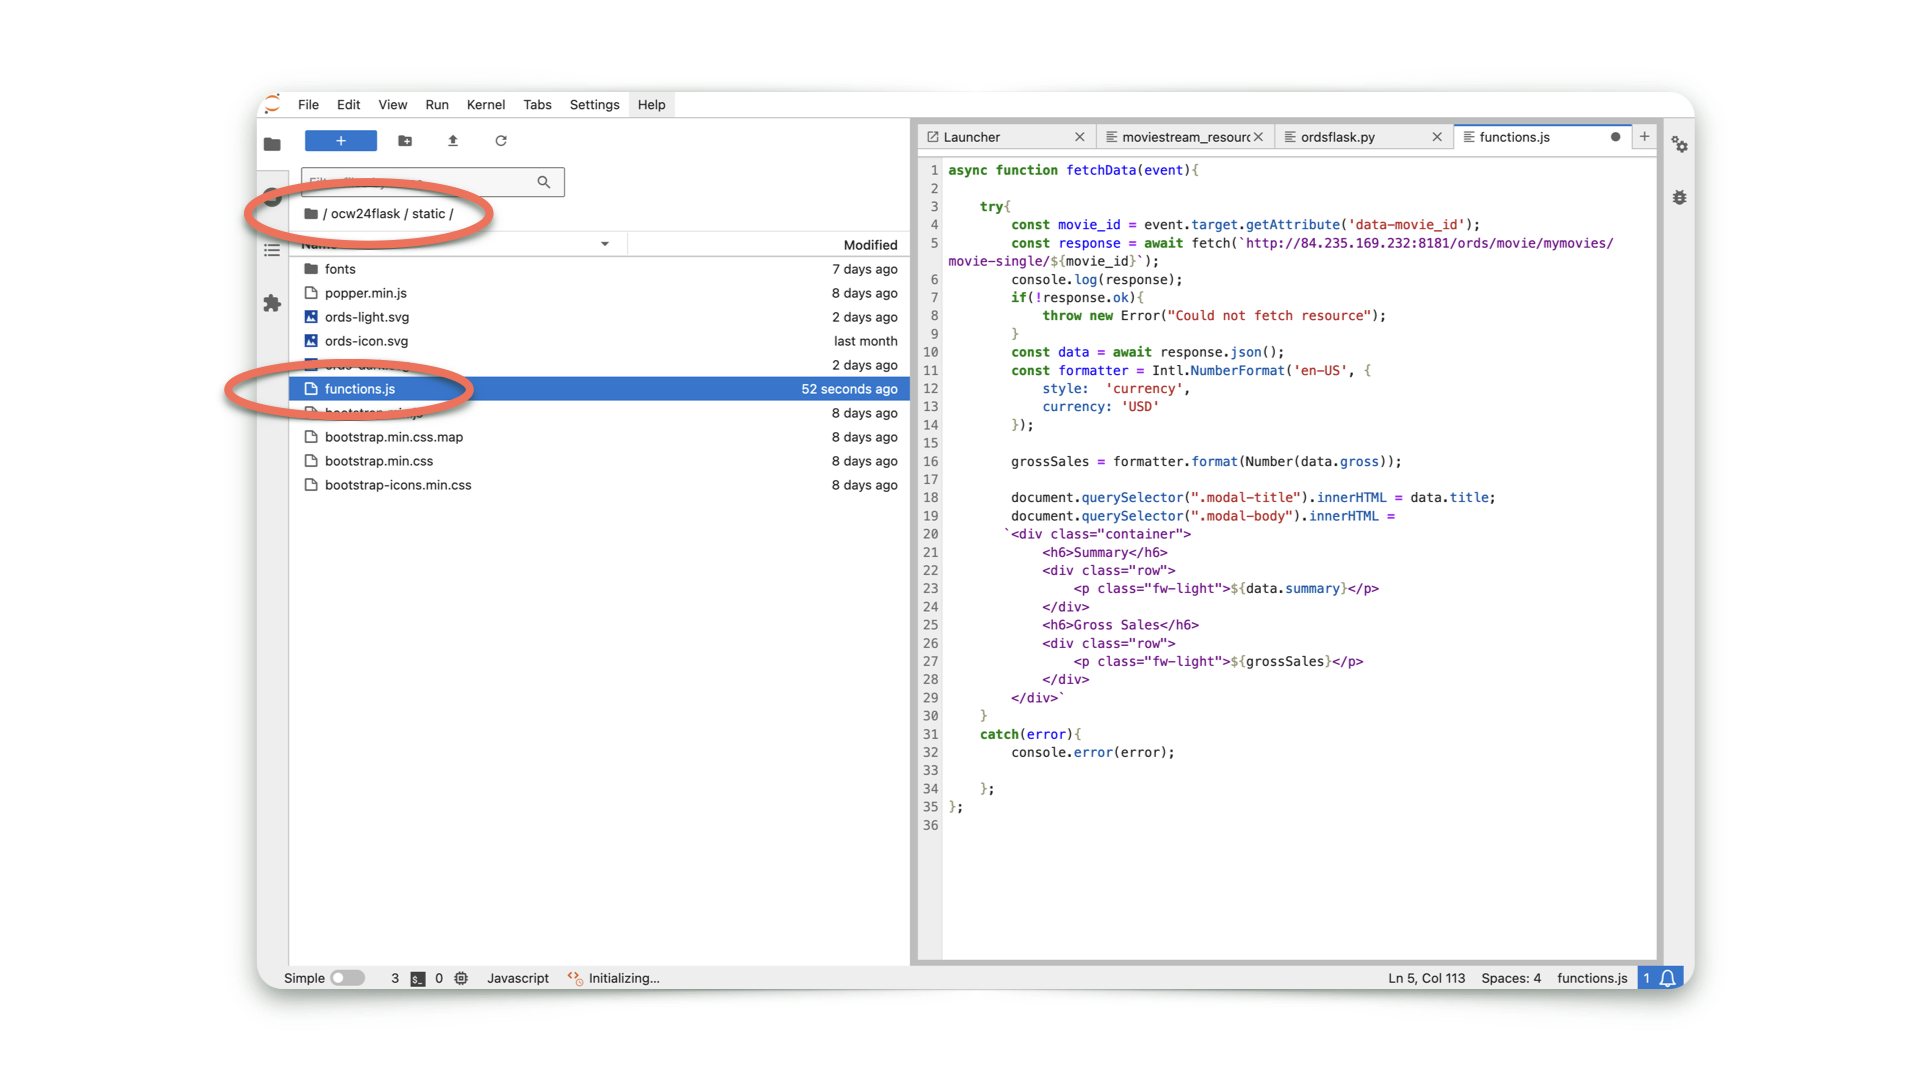 File Edit View Run Kernel Tabs Settings Help
+
/ ocw24flask / static /
Name Modified
fonts 7 days ago
popper.min.js 8 days ago
ords-light.svg 2 days ago
ords-icon.svg last month
2 days ago
functions.js 52 seconds ago
bootstrap.min.js 8 days ago
bootstrap.min.css.map 8 days ago
bootstrap.min.css 8 days ago
bootstrap-icons.min.css 8 days ago
Launcher moviestream_resourc ordsflask.py functions.js +
1 async function fetchData(event){
2
3 try{
4 const movie_id = event.target.getAttribute('data-movie_id');
5 const response = await fetch(`http://84.235.169.232:8181/ords/movie/mymovies/
movie-single/${movie_id}`);
6 console.log(response);
7 if(!response.ok){
8 throw new Error("Could not fetch resource");
9 }
10 const data = await response.json();
11 const formatter = Intl.NumberFormat('en-US', {
12 style: 'currency',
13 currency: 'USD'
14 });
15
16 grossSales = formatter.format(Number(data.gross));
17
18 document.querySelector(".modal-title").innerHTML = data.title;
19 document.querySelector(".modal-body").innerHTML =
20 `<div class="container">
21 <h6>Summary</h6>
22 <div class="row">
23 <p class="fw-light">${data.summary}</p>
24 </div>
25 <h6>Gross Sales</h6>
26 <div class="row">
27 <p class="fw-light">${grossSales}</p>
28 </div>
29 </div>`
30 }
31 catch(error){
32 console.error(error);
33
34 };
35 };
36
Simple 3 0 Javascript Initializing... Ln 5, Col 113 Spaces: 4 functions.js 1